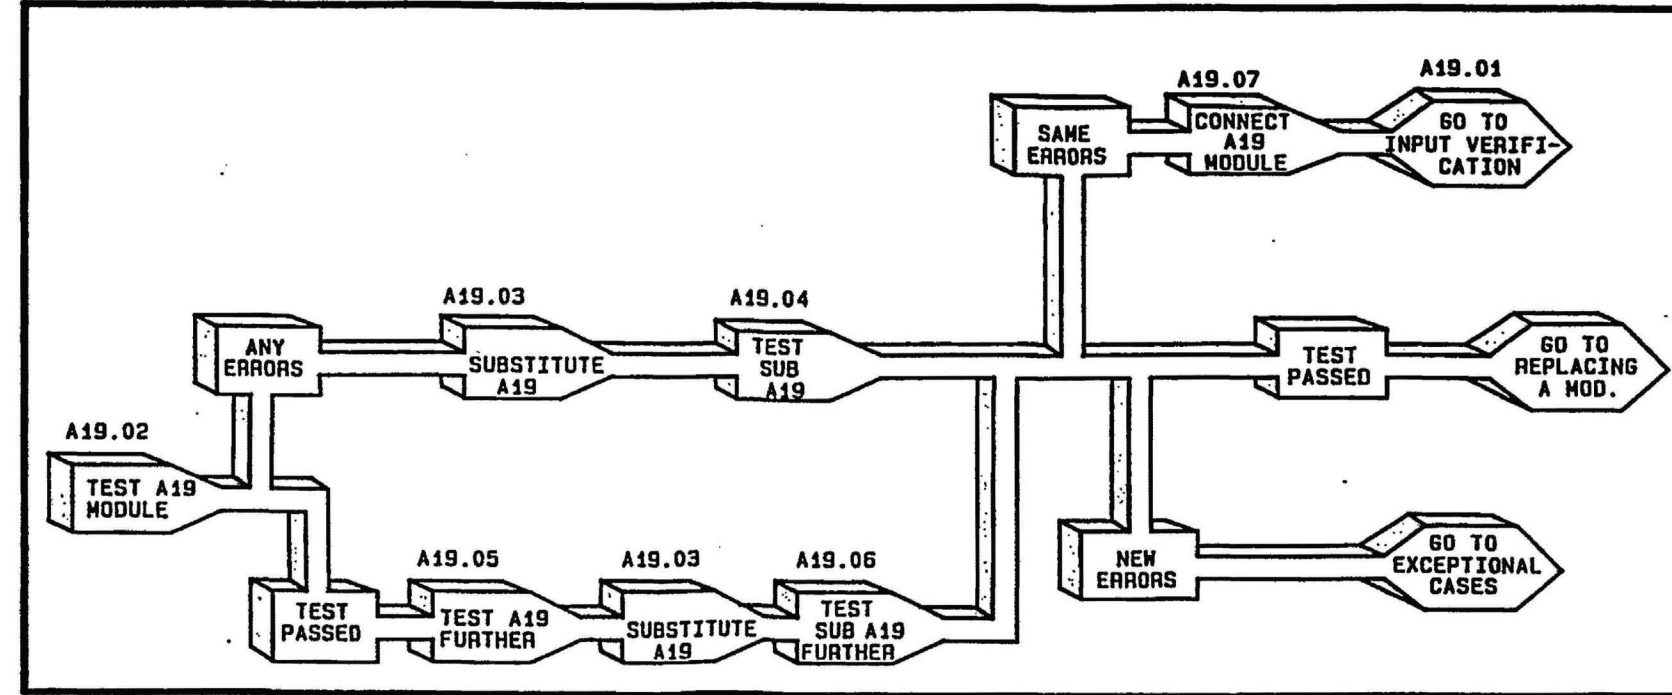 A19.01
A19.07
GO TO
INPUT VERIFI-
CATION
CONNECT
A19
MODULE
SAME
ERRORS
A19.03
A19.04
ANY
ERRORS
SUBSTITUTE
A19
TEST
SUB
A19
TEST
PASSED
GO TO
REPLACING
A MOD.
A19.02
TEST A19
MODULE
NEW
ERRORS
GO TO
EXCEPTIONAL
CASES
A19.05
A19.03
A19.06
TEST
PASSED
TEST A19
FURTHER
SUBSTITUTE
A19
TEST
SUB A19
FURTHER